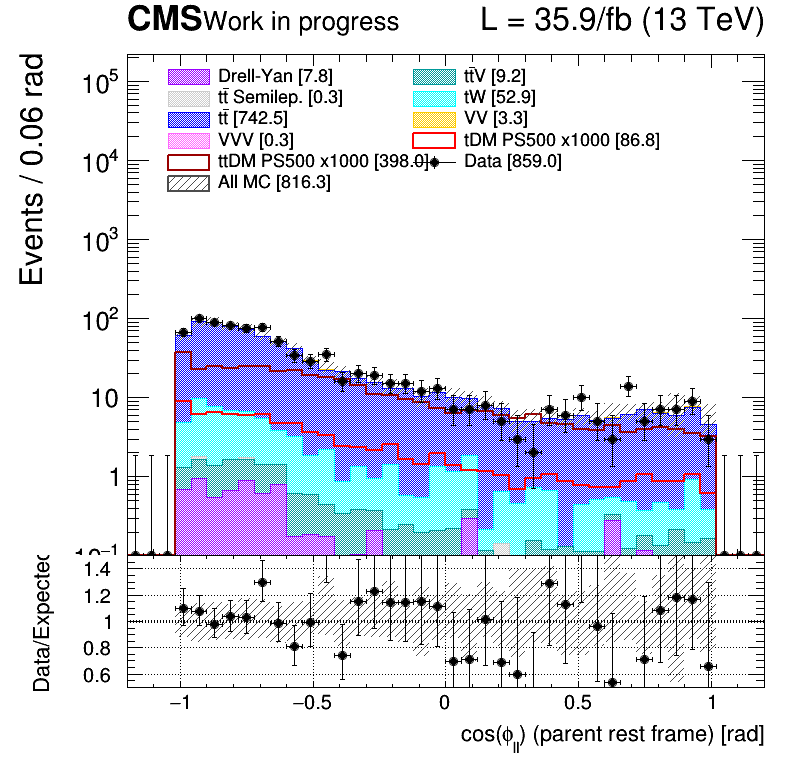 CMS Work in progress L = 35.9/fb (13 TeV)
Events / 0.06 rad
Drell-Yan [7.8] tt̄V [9.2]
tt̄ Semilep. [0.3] tW [52.9]
tt̄ [742.5] VV [3.3]
VVV [0.3] tDM PS500 x1000 [86.8]
ttDM PS500 x1000 [398.0] Data [859.0]
All MC [816.3]
10⁵
10⁴
10³
10²
10
1
10⁻¹
Data/Expected
1.4
1.2
1
0.8
0.6
−1 −0.5 0 0.5 1
cos(ϕ_ll) (parent rest frame) [rad]